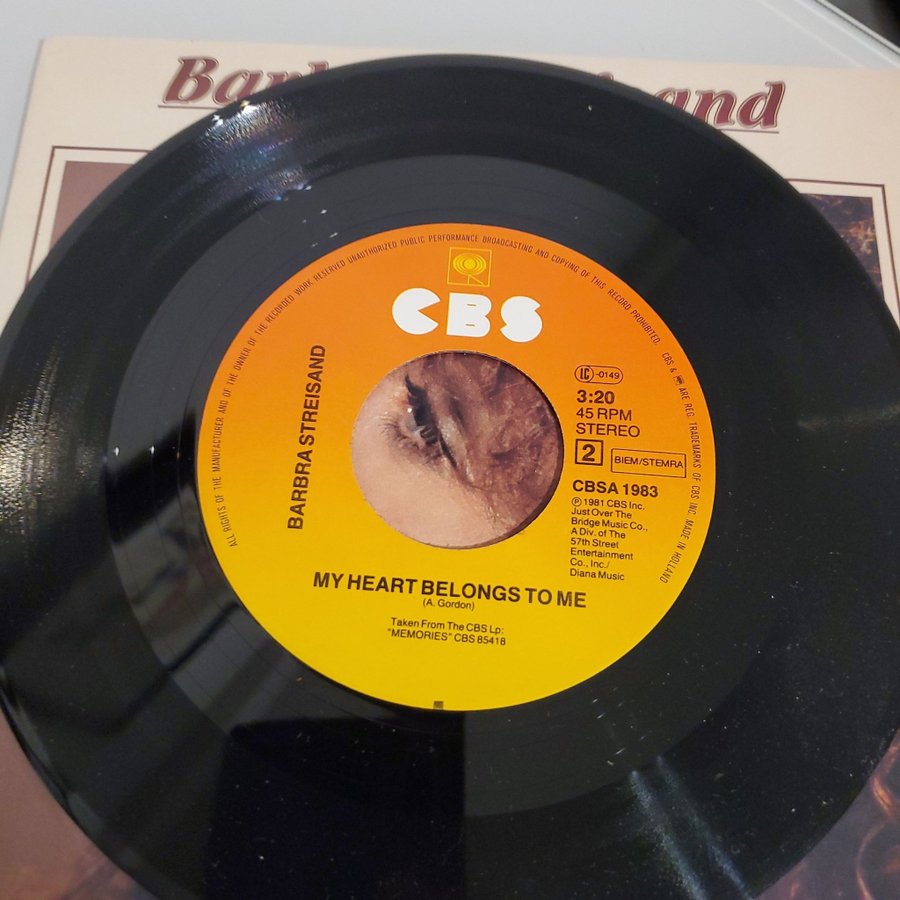 and
ALL RIGHTS OF THE MANUFACTURER AND OF THE OWNER OF THE RECORDED WORK RESERVED UNAUTHORIZED PUBLIC PERFORMANCE BROADCASTING AND COPYING OF THIS RECORD PROHIBITED. CBS & ARE REG. TRADEMARKS OF CBS INC. MADE IN HOLLAND
CBS
BARBRA STREISAND
LC -0149
3:20
45 RPM
STEREO
2
BIEM/STEMRA
CBSA 1983
℗ 1981 CBS Inc.
Just Over The
Bridge Music Co.,
A Div. of The
57th Street
Entertainment
Co., Inc./
Diana Music
MY HEART BELONGS TO ME
(A. Gordon)
Taken From The CBS Lp:
"MEMORIES" CBS 85418